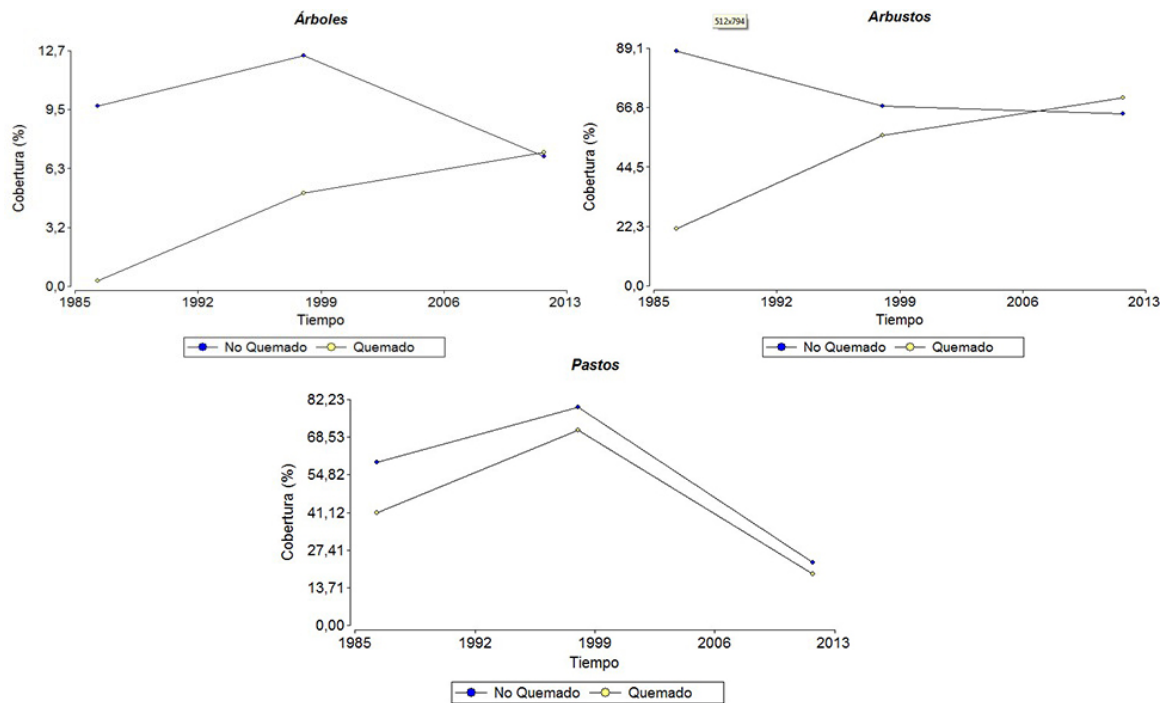 Árboles
12,7
9,5
6,3
3,2
0,0
Cobertura (%)
1985 1992 1999 2006 2013
Tiempo
No Quemado Quemado
Arbustos
512x794
89,1
66,8
44,5
22,3
0,0
Cobertura (%)
1985 1992 1999 2006 2013
Tiempo
No Quemado Quemado
Pastos
82,23
68,53
54,82
41,12
27,41
13,71
0,00
Cobertura (%)
1985 1992 1999 2006 2013
Tiempo
No Quemado Quemado